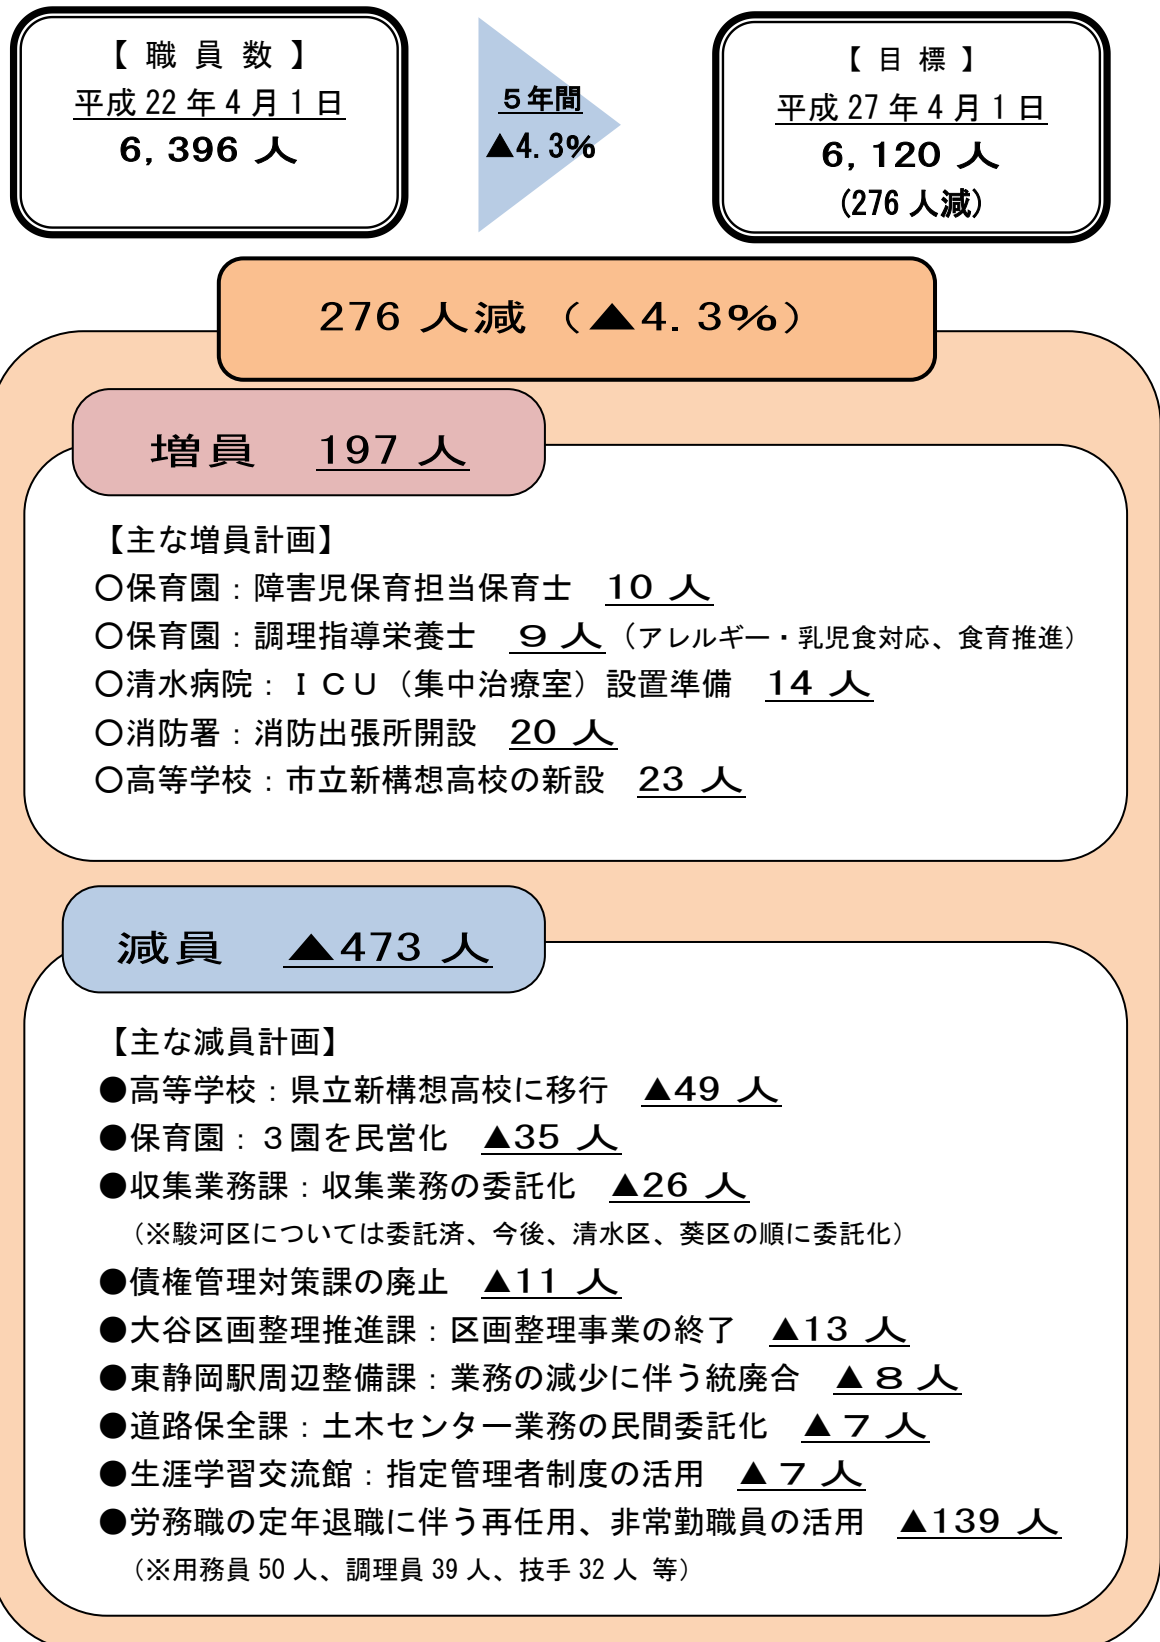 【 職 員 数 】
平成 22 年 4 月 1 日
6,396 人
５年間
▲4.3%
【 目 標 】
平成 27 年 4 月 1 日
6,120 人
(276 人減)
276 人減 （▲4.3%）
増員　197 人
【主な増員計画】
○保育園：障害児保育担当保育士　10 人
○保育園：調理指導栄養士　９ 人（アレルギー・乳児食対応、食育推進）
○清水病院：ＩＣＵ（集中治療室）設置準備　14 人
○消防署：消防出張所開設　20 人
○高等学校：市立新構想高校の新設　23 人
減員　▲473 人
【主な減員計画】
●高等学校：県立新構想高校に移行　▲49 人
●保育園：３園を民営化　▲35 人
●収集業務課：収集業務の委託化　▲26 人
（※駿河区については委託済、今後、清水区、葵区の順に委託化）
●債権管理対策課の廃止　▲11 人
●大谷区画整理推進課：区画整理事業の終了　▲13 人
●東静岡駅周辺整備課：業務の減少に伴う統廃合　▲８ 人
●道路保全課：土木センター業務の民間委託化　▲７ 人
●生涯学習交流館：指定管理者制度の活用　▲７ 人
●労務職の定年退職に伴う再任用、非常勤職員の活用　▲139 人
（※用務員 50 人、調理員 39 人、技手 32 人 等）